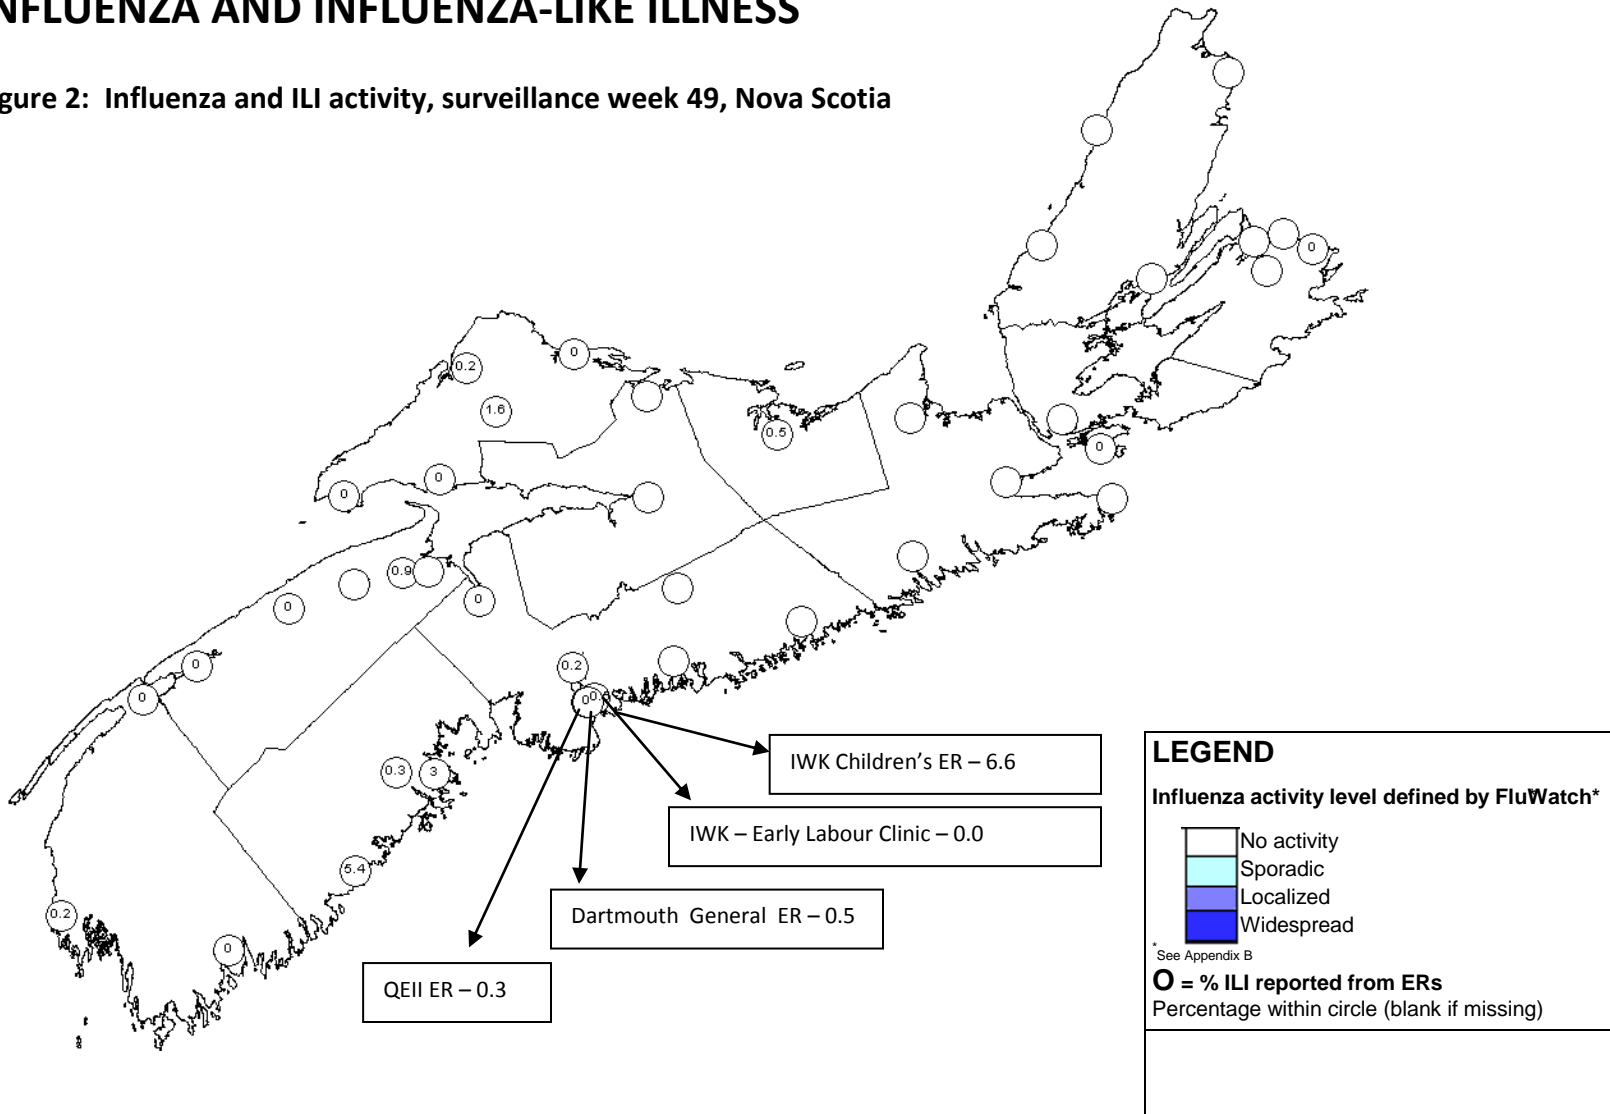 NFLUENZA AND INFLUENZA-LIKE ILLNESS
gure 2: Influenza and ILI activity, surveillance week 49, Nova Scotia
0
0
0.2
1.6
0.5
0
0
0
0.9
0
0
0
0
0.2
0
0.3
3
5.4
0.2
0
IWK Children's ER – 6.6
IWK – Early Labour Clinic – 0.0
Dartmouth General ER – 0.5
QEII ER – 0.3
LEGEND
Influenza activity level defined by FluWatch*
No activity
Sporadic
Localized
Widespread
*See Appendix B
O = % ILI reported from ERs
Percentage within circle (blank if missing)